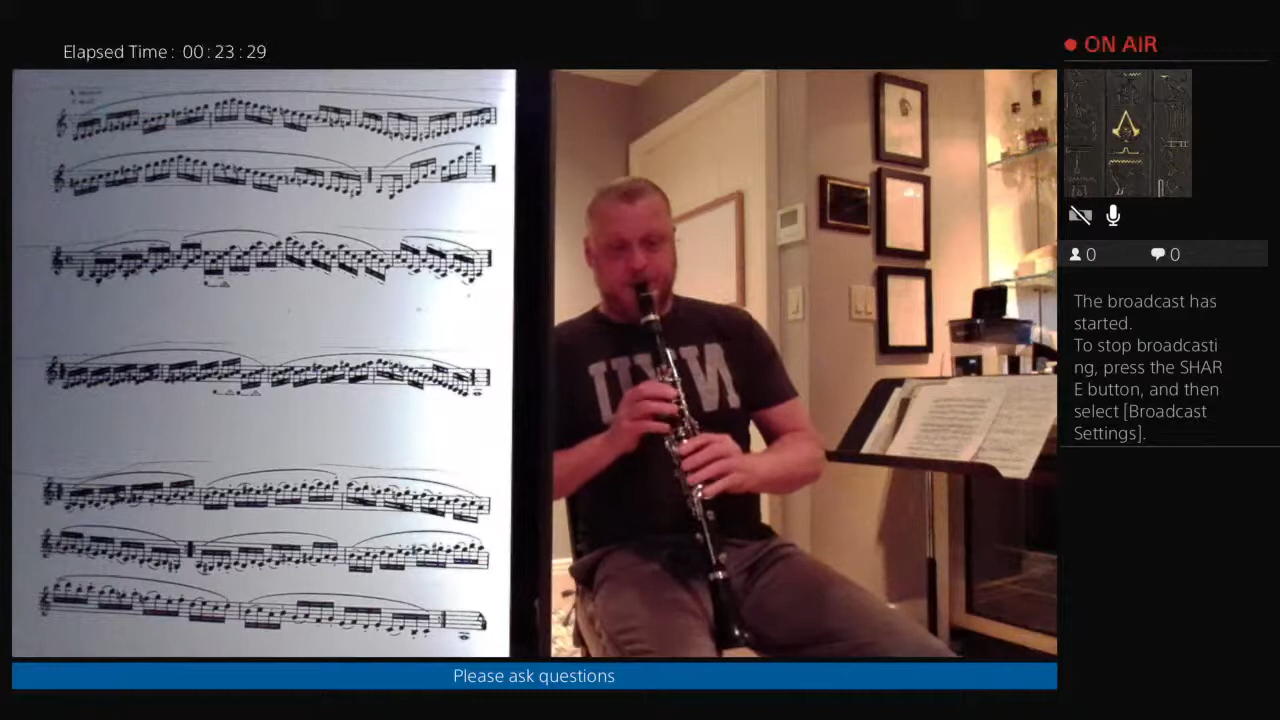 Elapsed Time: 00:23:29
ON AIR
0
0
The broadcast has
started.
To stop broadcasti
ng, press the SHAR
E button, and then
select [Broadcast
Settings].
Please ask questions